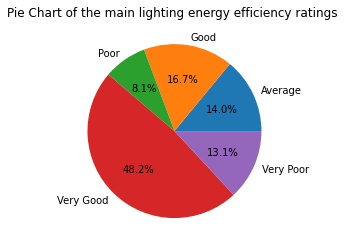 Pie Chart of the main lighting energy efficiency ratings
Good
Poor
16.7%
8.1%
Average
14.0%
13.1%
48.2%
Very Poor
Very Good